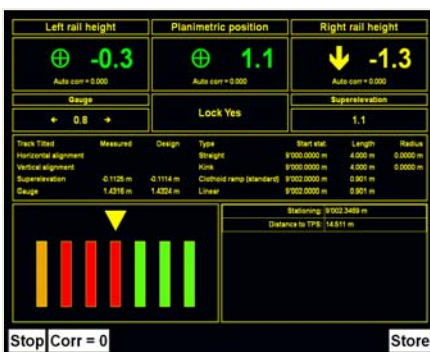 Left rail height Planimetric position Right rail height
-0.3 1.1 -1.3
Auto corr = 0.000 Auto corr = 0.000 Auto corr = 0.000
Gauge Superelevation
0.8 Lock Yes 1.1
Track Tilted Measured Design Type Start stat. Length Radius
Horizontal alignment Straight 9'000.0000 m 4.000 m 0.0000 m
Vertical alignment Kink 9'000.0000 m 4.000 m 0.0000 m
Superelevation -0.1125 m -0.1114 m Clothoid ramp (standard) 9'002.0000 m 0.901 m
Gauge 1.4316 m 1.4324 m Linear 9'002.0000 m 0.901 m
Stationing: 9'002.3469 m
Distance to TPS: 14.611 m
Stop Corr = 0 Store